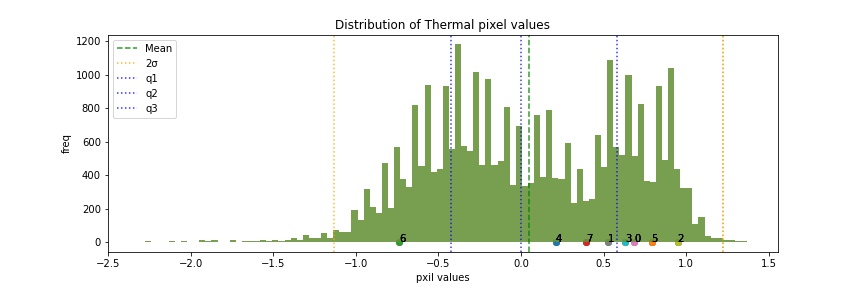 Distribution of Thermal pixel values
Mean
2σ
q1
q2
q3
freq
1200
1000
800
600
400
200
0
6 4 7 1 3 0 5 2
−2.5 −2.0 −1.5 −1.0 −0.5 0.0 0.5 1.0 1.5
pxil values